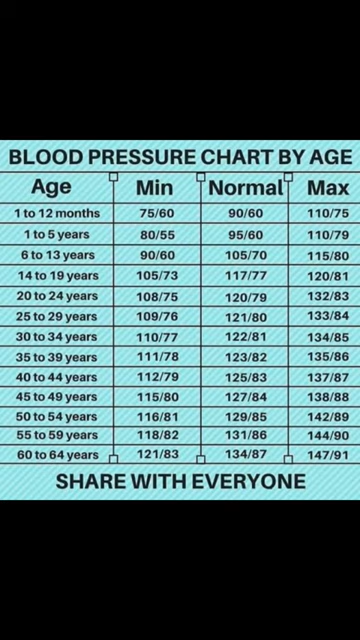 BLOOD PRESSURE CHART BY AGE
Age Min Normal Max
1 to 12 months 75/60 90/60 110/75
1 to 5 years 80/55 95/60 110/79
6 to 13 years 90/60 105/70 115/80
14 to 19 years 105/73 117/77 120/81
20 to 24 years 108/75 120/79 132/83
25 to 29 years 109/76 121/80 133/84
30 to 34 years 110/77 122/81 134/85
35 to 39 years 111/78 123/82 135/86
40 to 44 years 112/79 125/83 137/87
45 to 49 years 115/80 127/84 138/88
50 to 54 years 116/81 129/85 142/89
55 to 59 years 118/82 131/86 144/90
60 to 64 years 121/83 134/87 147/91
SHARE WITH EVERYONE